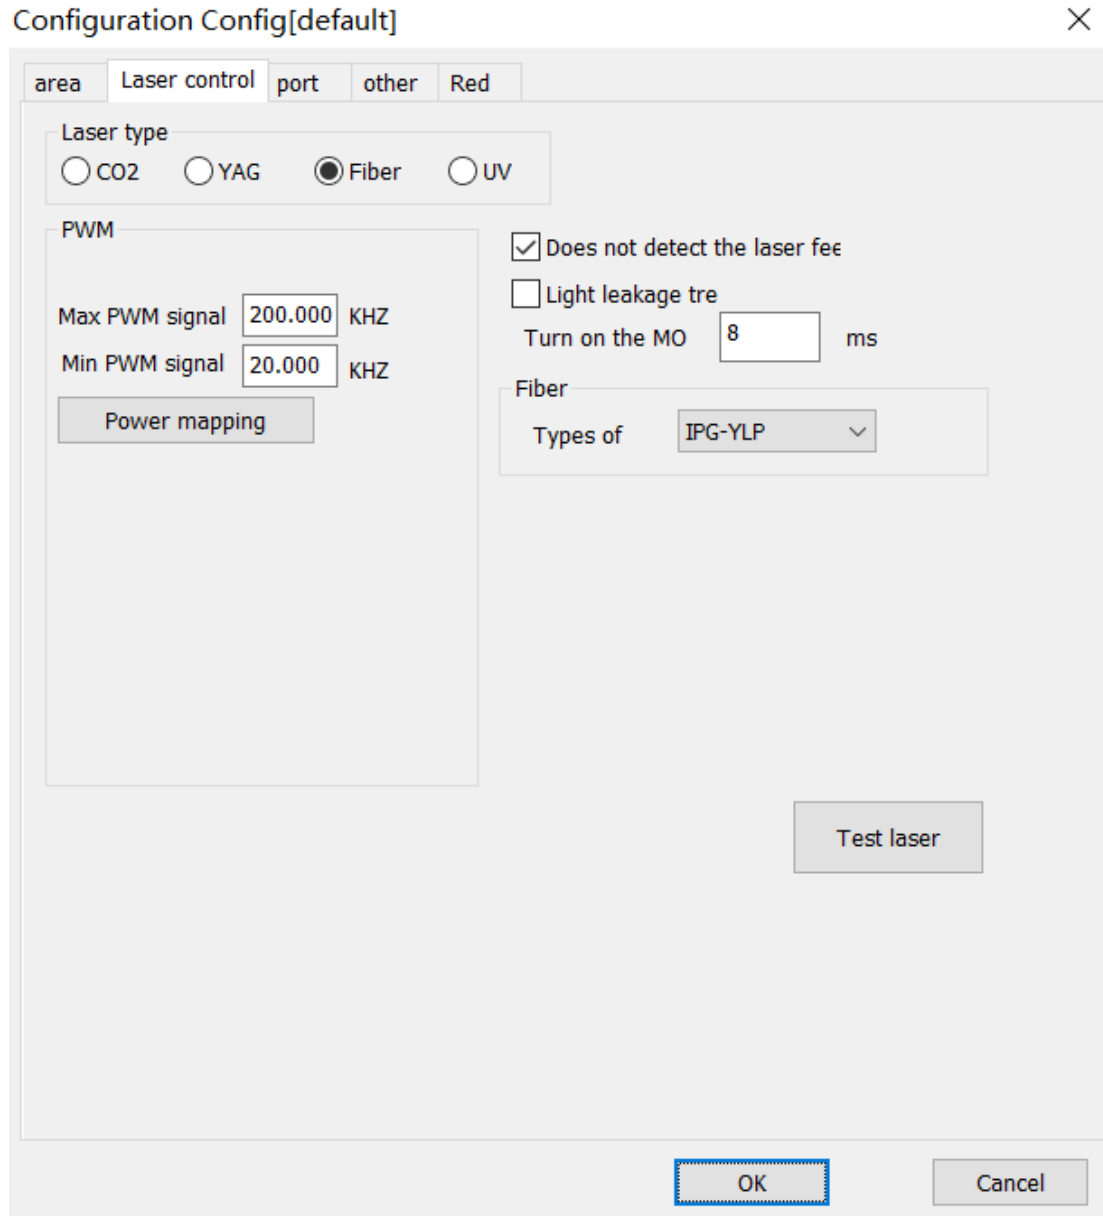 Configuration Config[default]
area Laser control port other Red
Laser type
CO2 YAG Fiber UV
PWM
Max PWM signal 200.000 KHZ
Min PWM signal 20.000 KHZ
Power mapping
Does not detect the laser fee
Light leakage tre
Turn on the MO 8 ms
Fiber
Types of IPG-YLP
Test laser
OK Cancel